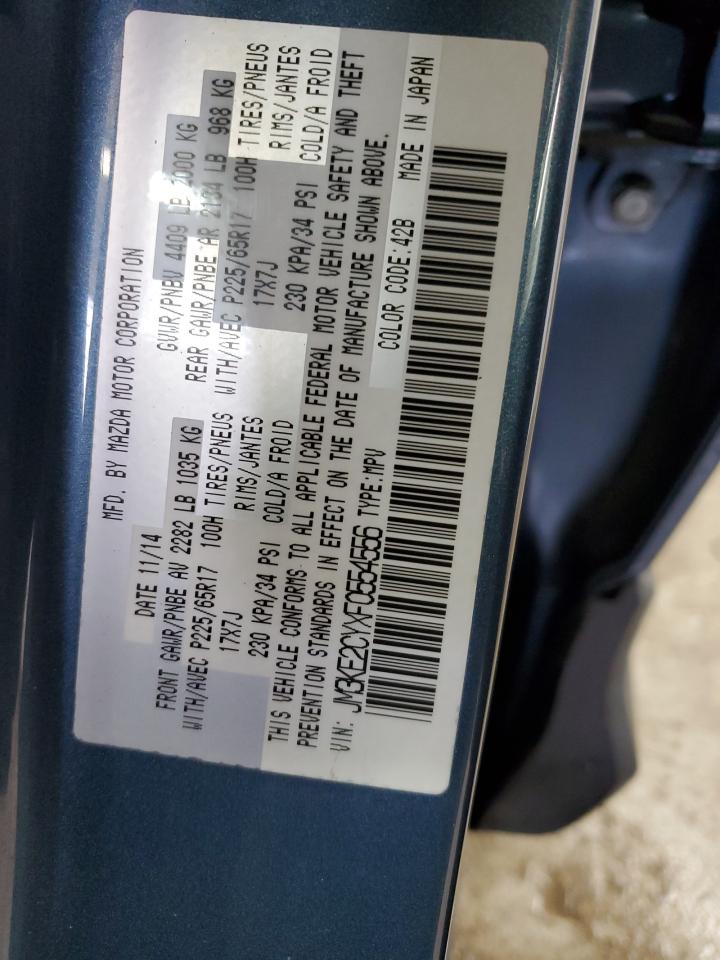 MFD. BY MAZDA MOTOR CORPORATION
DATE 11/14 GVWR/PNBV 4409 LB 2000 KG
FRONT GAWR/PNBE AV 2282 LB 1035 KG REAR GAWR/PNBE AR 2134 LB 968 KG
WITH/AVEC P225/65R17 100H TIRES/PNEUS WITH/AVEC P225/65R17 100H TIRES/PNEUS
17X7J RIMS/JANTES 17X7J RIMS/JANTES
230 KPA/34 PSI COLD/A FROID 230 KPA/34 PSI COLD/A FROID
THIS VEHICLE CONFORMS TO ALL APPLICABLE FEDERAL MOTOR VEHICLE SAFETY AND THEFT
PREVENTION STANDARDS IN EFFECT ON THE DATE OF MANUFACTURE SHOWN ABOVE.
VIN: JM3KE2CYXF0554556 TYPE:MPV COLOR CODE:42B MADE IN JAPAN